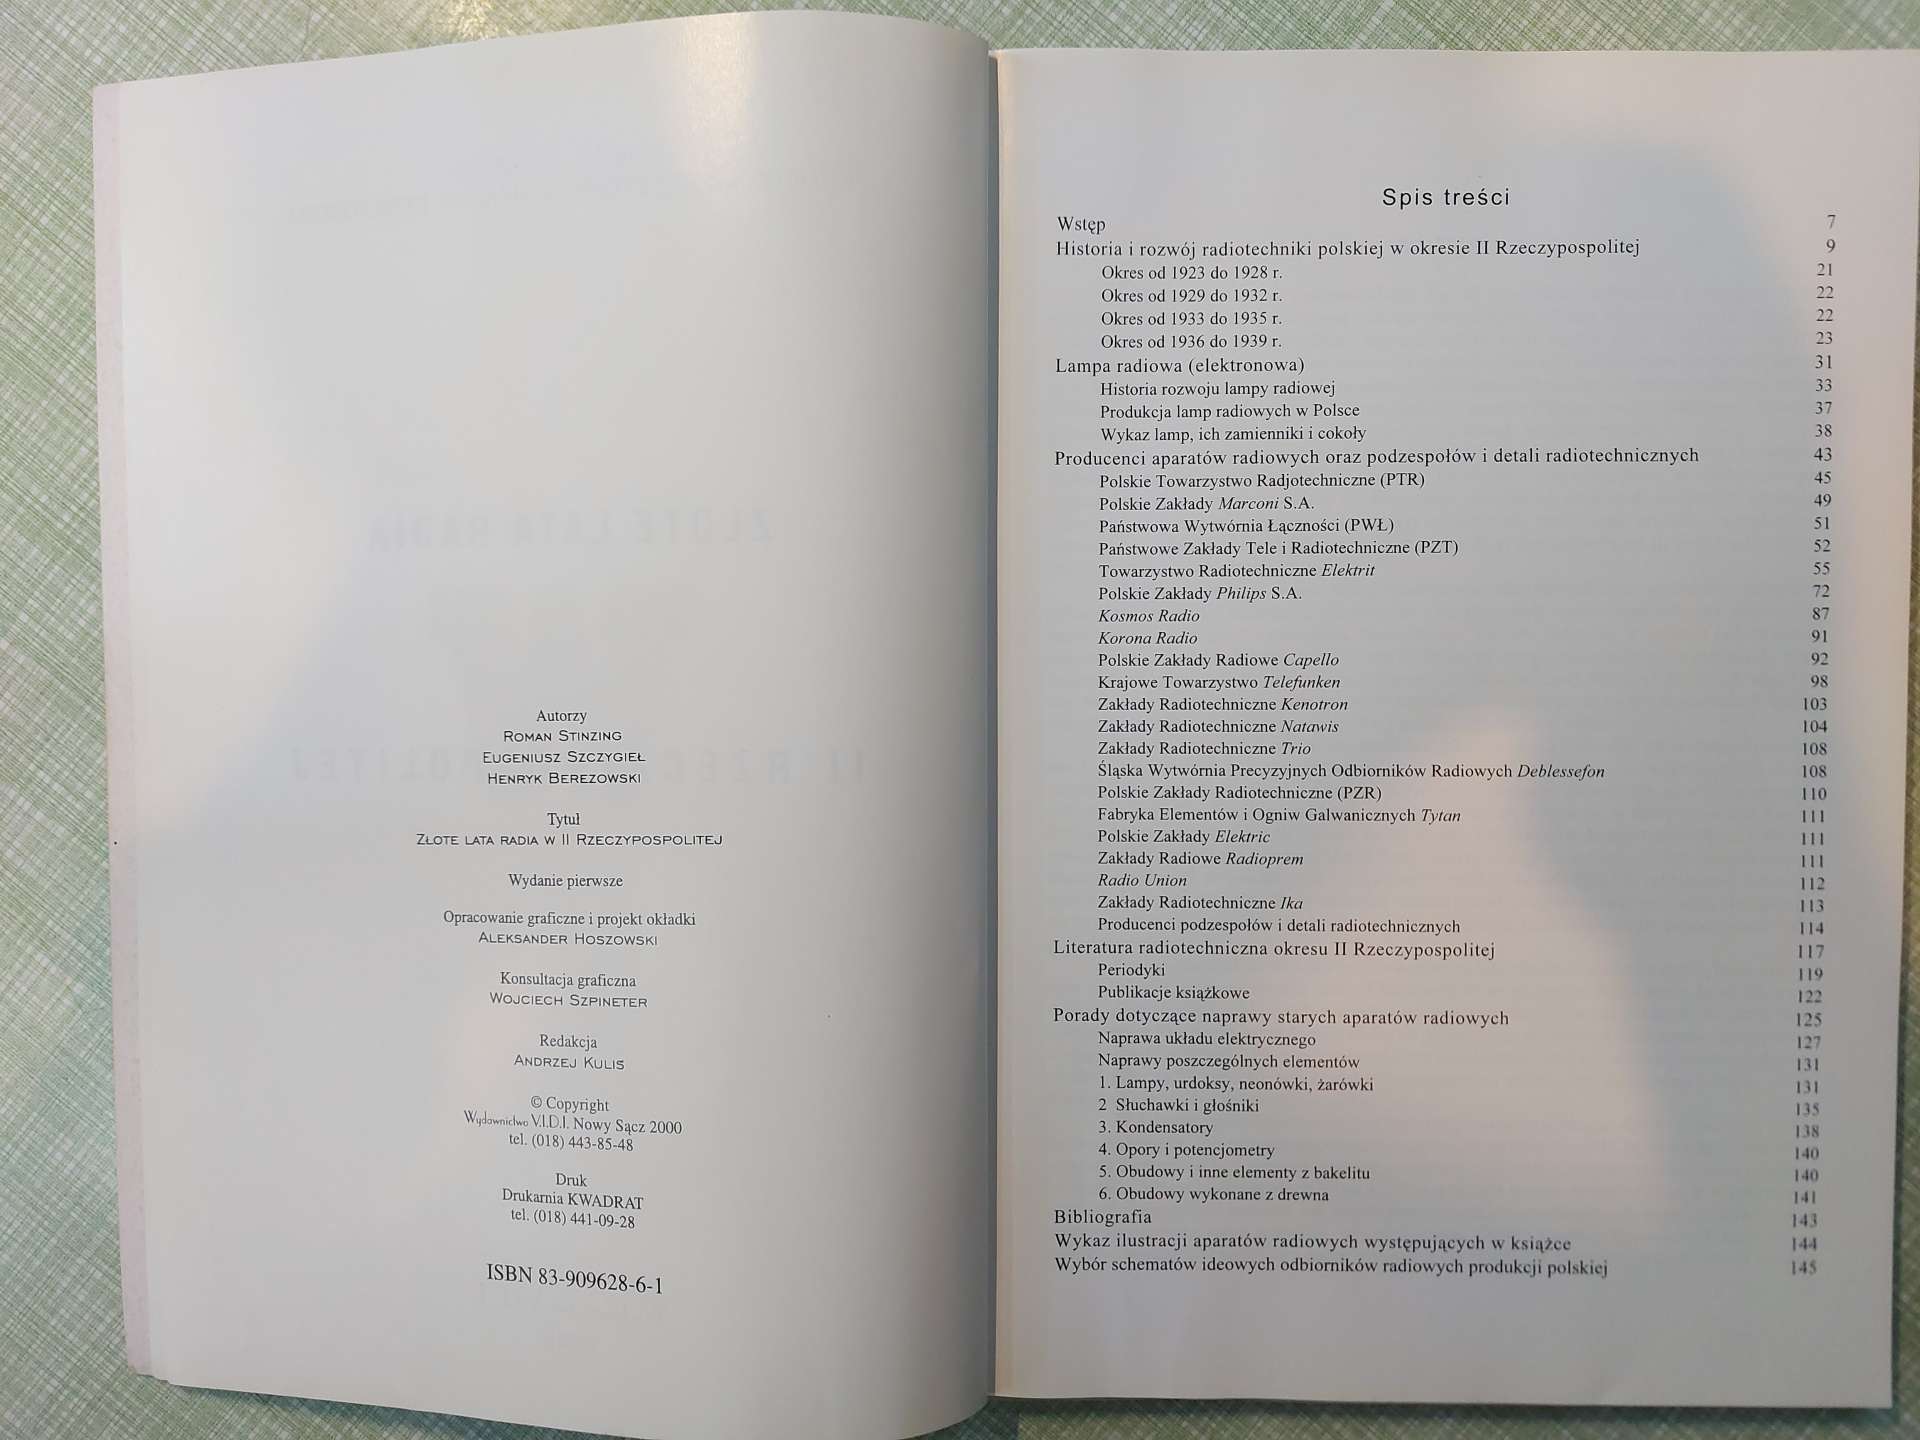 Autorzy
ROMAN STINZING
EUGENIUSZ SZCZYGIEŁ
HENRYK BEREZOWSKI
Tytuł
ZŁOTE LATA RADIA W II RZECZYPOSPOLITEJ
Wydanie pierwsze
Opracowanie graficzne i projekt okładki
ALEKSANDER HOSZOWSKI
Konsultacja graficzna
WOJCIECH SZPINETER
Redakcja
ANDRZEJ KULIS
© Copyright
Wydawnictwo V.I.D.I. Nowy Sącz 2000
tel. (018) 443-85-48
Druk
Drukarnia KWADRAT
tel. (018) 441-09-28
ISBN 83-909628-6-1
Spis treści
Wstęp 7
Historia i rozwój radiotechniki polskiej w okresie II Rzeczypospolitej 9
Okres od 1923 do 1928 r. 21
Okres od 1929 do 1932 r. 22
Okres od 1933 do 1935 r. 22
Okres od 1936 do 1939 r. 23
Lampa radiowa (elektronowa) 31
Historia rozwoju lampy radiowej 33
Produkcja lamp radiowych w Polsce 37
Wykaz lamp, ich zamienniki i cokoły 38
Producenci aparatów radiowych oraz podzespołów i detali radiotechnicznych 43
Polskie Towarzystwo Radjotechniczne (PTR) 45
Polskie Zakłady Marconi S.A. 49
Państwowa Wytwórnia Łączności (PWŁ) 51
Państwowe Zakłady Tele i Radiotechniczne (PZT) 52
Towarzystwo Radiotechniczne Elektrit 55
Polskie Zakłady Philips S.A. 72
Kosmos Radio 87
Korona Radio 91
Polskie Zakłady Radiowe Capello 92
Krajowe Towarzystwo Telefunken 98
Zakłady Radiotechniczne Kenotron 103
Zakłady Radiotechniczne Natawis 104
Zakłady Radiotechniczne Trio 108
Śląska Wytwórnia Precyzyjnych Odbiorników Radiowych Deblessefon 108
Polskie Zakłady Radiotechniczne (PZR) 110
Fabryka Elementów i Ogniw Galwanicznych Tytan 111
Polskie Zakłady Elektric 111
Zakłady Radiowe Radioprem 111
Radio Union 112
Zakłady Radiotechniczne Ika 113
Producenci podzespołów i detali radiotechnicznych 114
Literatura radiotechniczna okresu II Rzeczypospolitej 117
Periodyki 119
Publikacje książkowe 122
Porady dotyczące naprawy starych aparatów radiowych 125
Naprawa układu elektrycznego 127
Naprawy poszczególnych elementów 131
1. Lampy, urdoksy, neonówki, żarówki 131
2 Słuchawki i głośniki 135
3. Kondensatory 138
4. Opory i potencjometry 140
5. Obudowy i inne elementy z bakelitu 140
6. Obudowy wykonane z drewna 141
Bibliografia 143
Wykaz ilustracji aparatów radiowych występujących w książce 144
Wybór schematów ideowych odbiorników radiowych produkcji polskiej 145